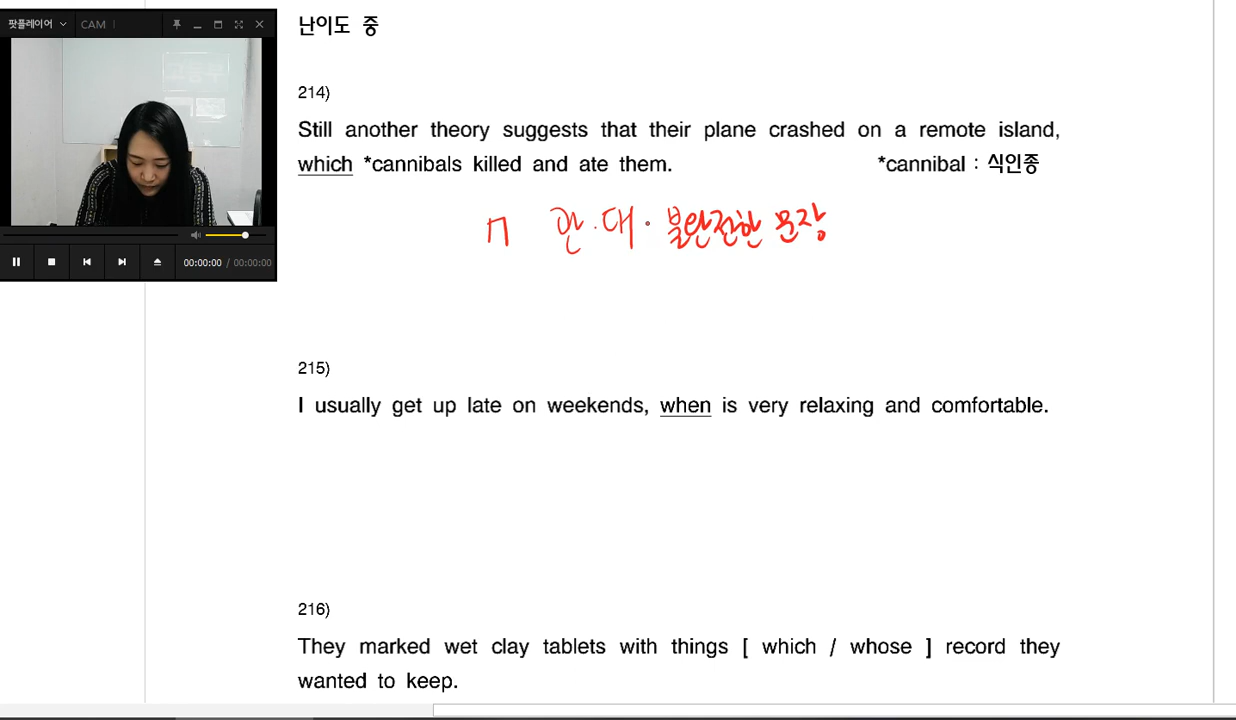 팟플레이어 CAM
00:00:00 / 00:00:00
난이도 중
214)
Still another theory suggests that their plane crashed on a remote island,
which *cannibals killed and ate them. *cannibal : 식인종
관·대· 불완전한 문장
215)
I usually get up late on weekends, when is very relaxing and comfortable.
216)
They marked wet clay tablets with things [ which / whose ] record they
wanted to keep.